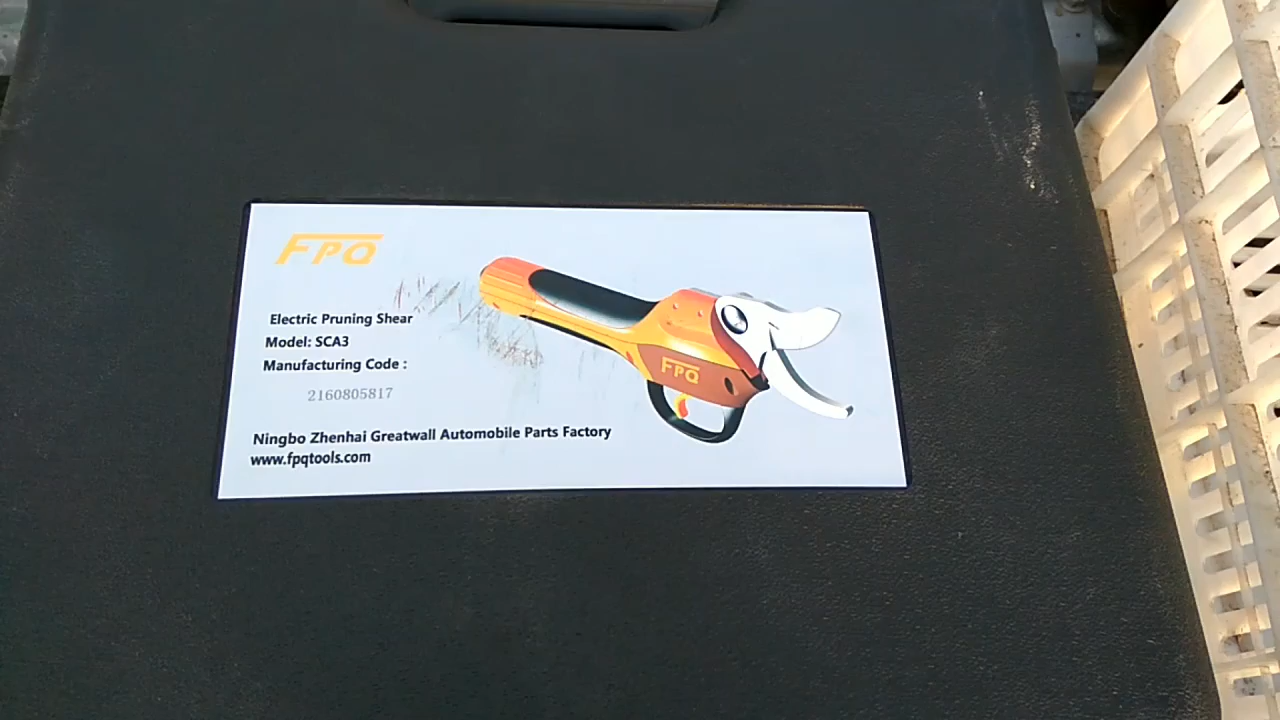 FPQ
Electric Pruning Shear
Model: SCA3
Manufacturing Code :
2160805817
Ningbo Zhenhai Greatwall Automobile Parts Factory
www.fpqtools.com
FPQ